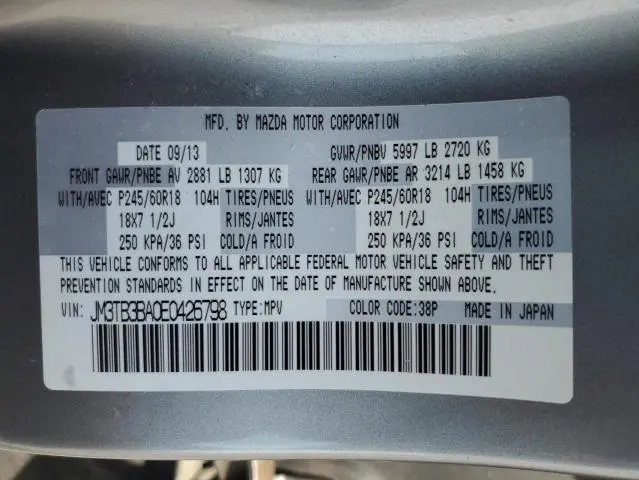 MFD. BY MAZDA MOTOR CORPORATION
DATE 09/13 GVWR/PNBV 5997 LB 2720 KG
FRONT GAWR/PNBE AV 2881 LB 1307 KG REAR GAWR/PNBE AR 3214 LB 1458 KG
WITH/AVEC P245/60R18 104H TIRES/PNEUS WITH/AVEC P245/60R18 104H TIRES/PNEUS
18X7 1/2J RIMS/JANTES 18X7 1/2J RIMS/JANTES
250 KPA/36 PSI COLD/A FROID 250 KPA/36 PSI COLD/A FROID
THIS VEHICLE CONFORMS TO ALL APPLICABLE FEDERAL MOTOR VEHICLE SAFETY AND THEFT
PREVENTION STANDARDS IN EFFECT ON THE DATE OF MANUFACTURE SHOWN ABOVE.
VIN: JM3TB3BA0E0426798 TYPE:MPV COLOR CODE:38P MADE IN JAPAN